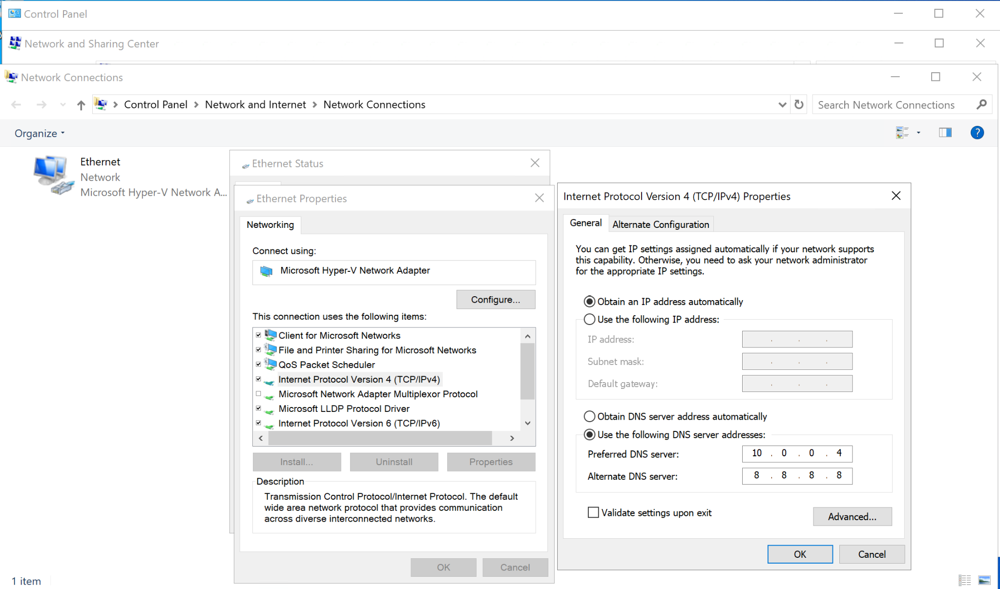 Control Panel
Network and Sharing Center
Network Connections
Control Panel > Network and Internet > Network Connections
Search Network Connections
Organize
?
Ethernet
Network
Microsoft Hyper-V Network A...
Ethernet Status
Ethernet Properties
Networking
Connect using:
Microsoft Hyper-V Network Adapter
Configure...
This connection uses the following items:
Client for Microsoft Networks
File and Printer Sharing for Microsoft Networks
QoS Packet Scheduler
Internet Protocol Version 4 (TCP/IPv4)
Microsoft Network Adapter Multiplexor Protocol
Microsoft LLDP Protocol Driver
Internet Protocol Version 6 (TCP/IPv6)
Install... Uninstall Properties
Description
Transmission Control Protocol/Internet Protocol. The default
wide area network protocol that provides communication
across diverse interconnected networks.
OK Cancel
Internet Protocol Version 4 (TCP/IPv4) Properties
General Alternate Configuration
You can get IP settings assigned automatically if your network supports
this capability. Otherwise, you need to ask your network administrator
for the appropriate IP settings.
Obtain an IP address automatically
Use the following IP address:
IP address: . . .
Subnet mask: . . .
Default gateway: . . .
Obtain DNS server address automatically
Use the following DNS server addresses:
Preferred DNS server: 10 . 0 . 0 . 4
Alternate DNS server: 8 . 8 . 8 . 8
Validate settings upon exit
Advanced...
OK Cancel
1 item